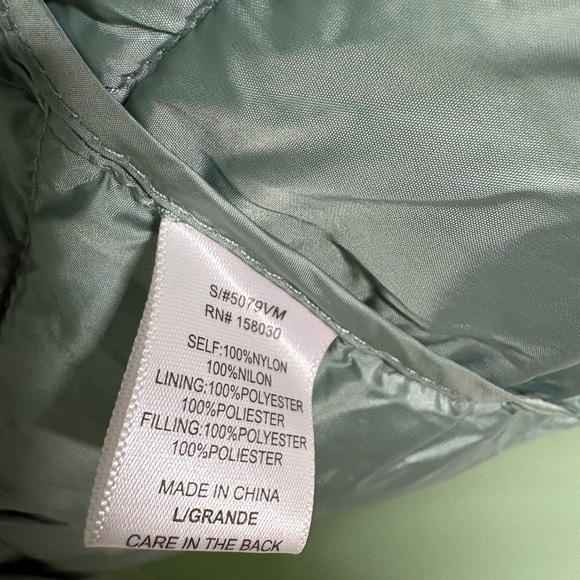 S/#5079VM
RN# 158030
SELF:100%NYLON
100%NILON
LINING:100%POLYESTER
100%POLIESTER
FILLING:100%POLYESTER
100%POLIESTER
MADE IN CHINA
L/GRANDE
CARE IN THE BACK